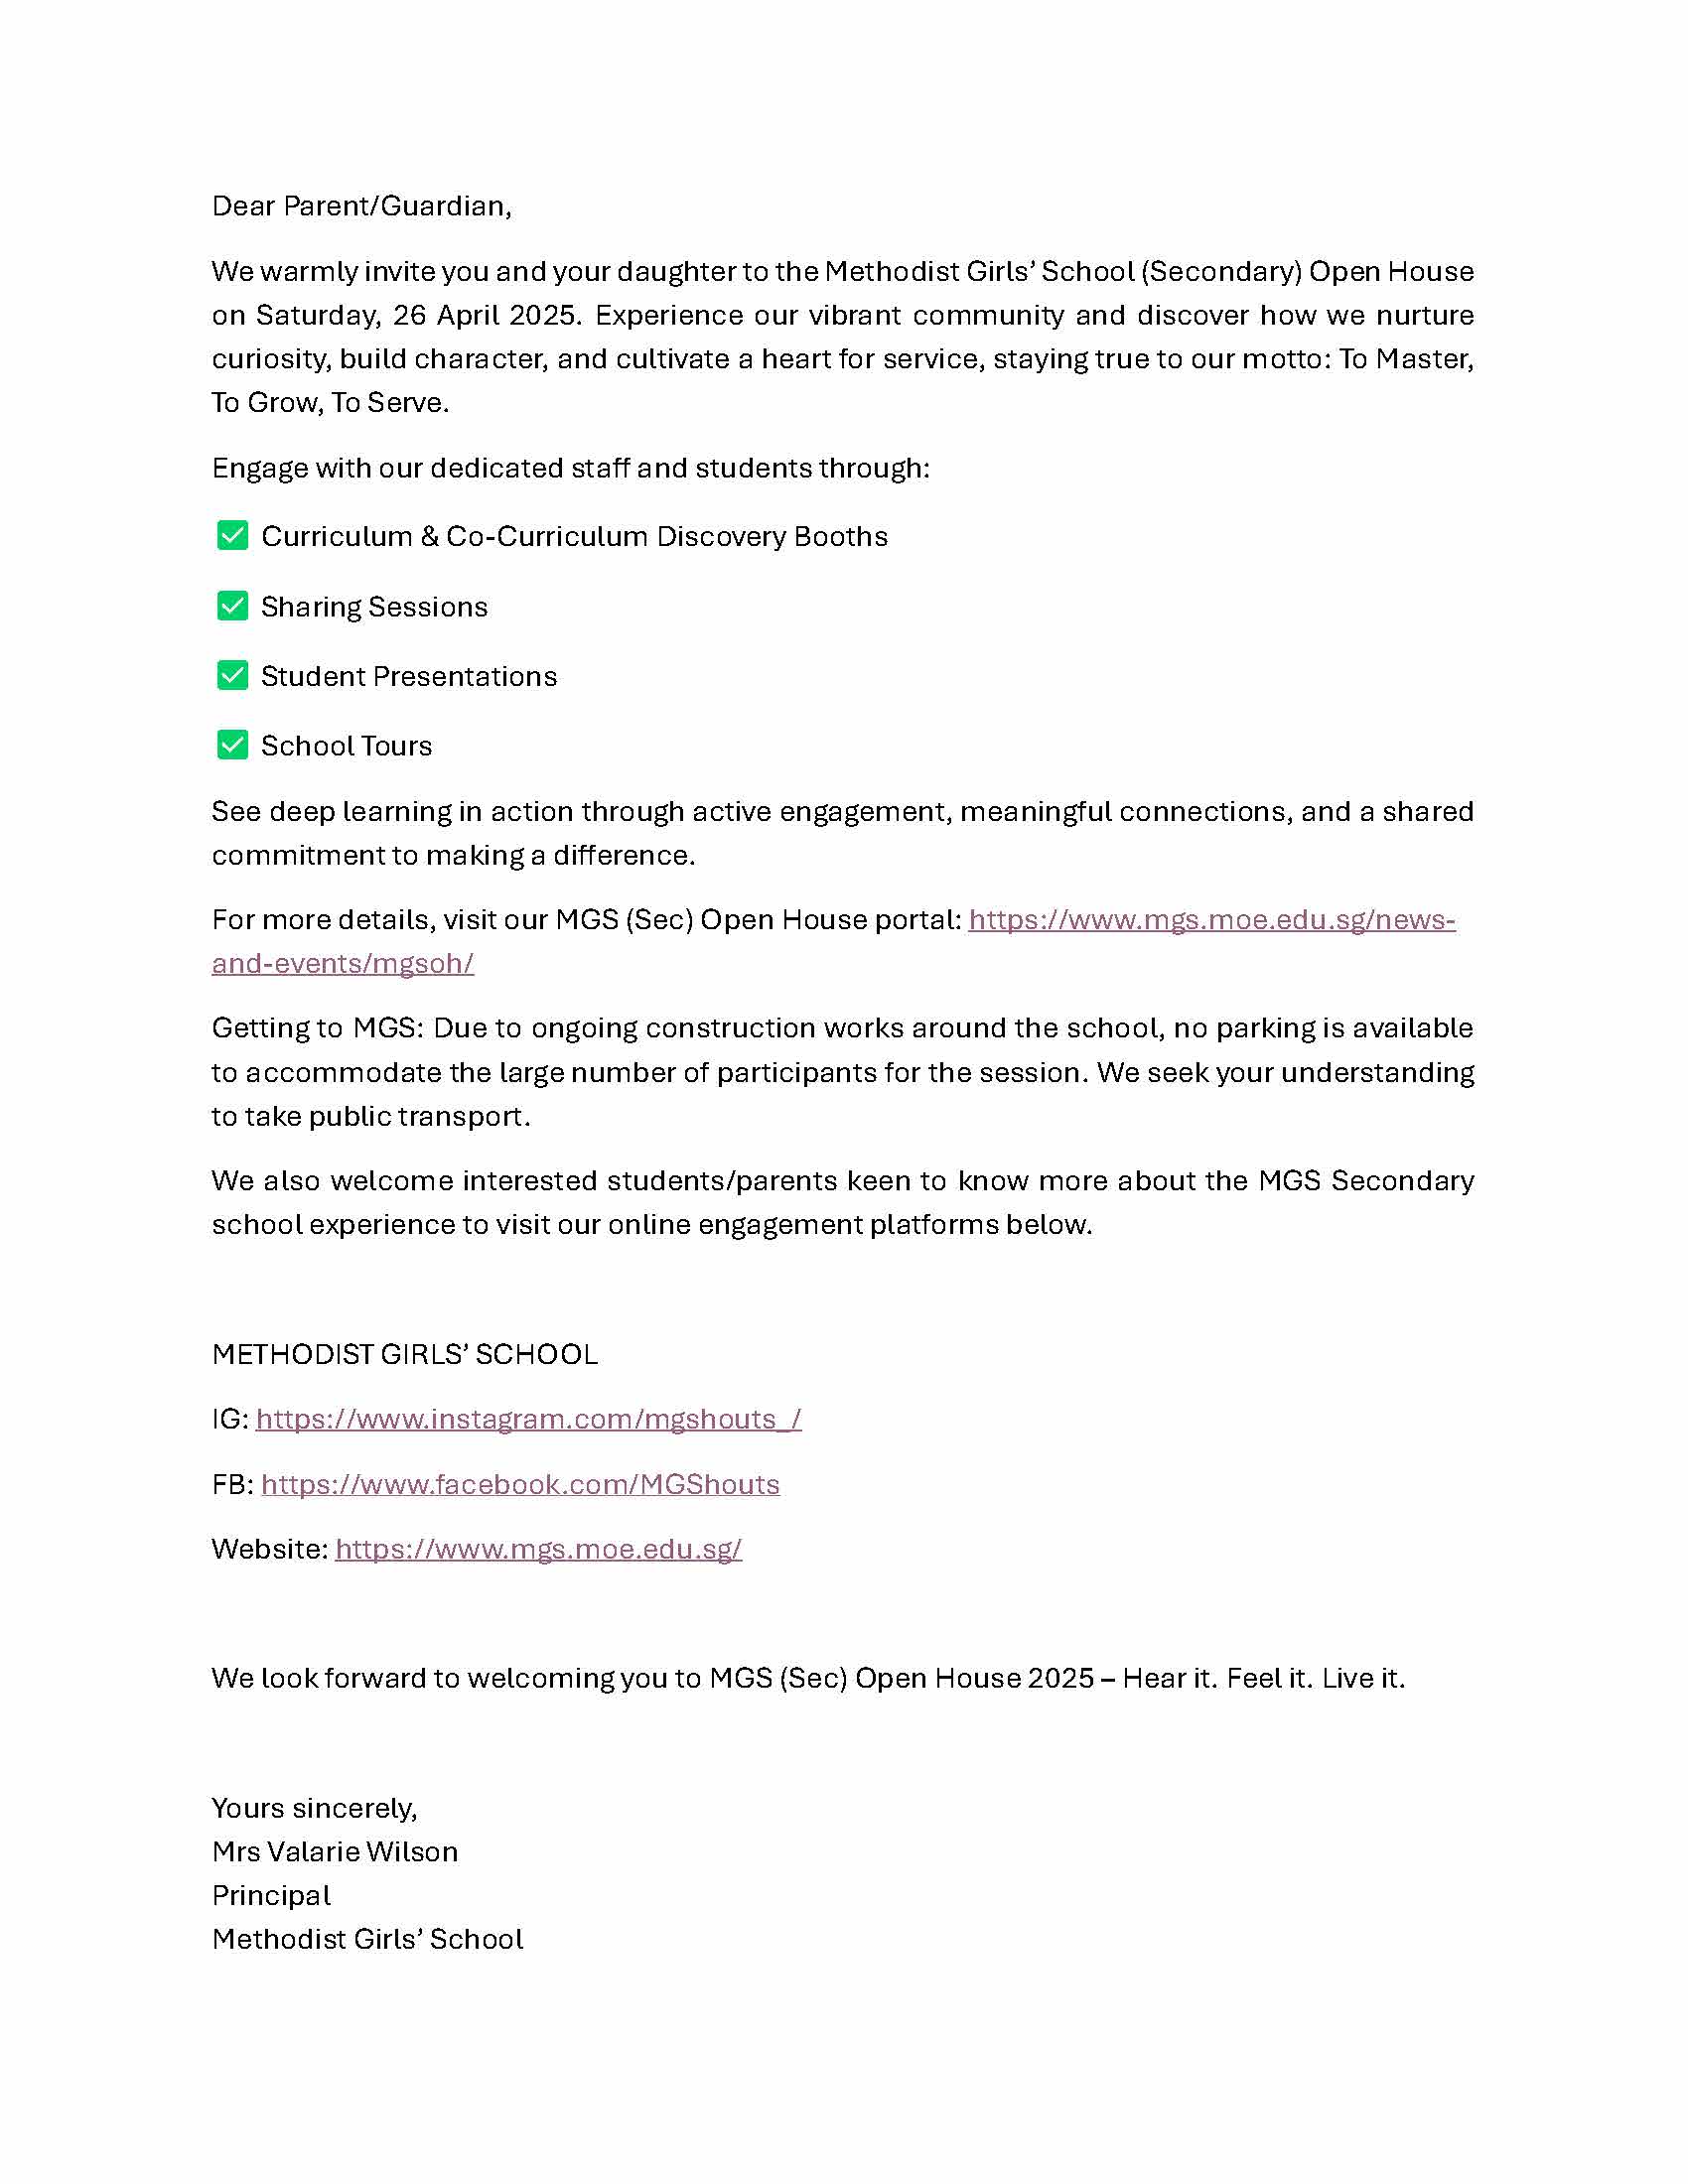 Dear Parent/Guardian,
We warmly invite you and your daughter to the Methodist Girls’ School (Secondary) Open House
on Saturday, 26 April 2025. Experience our vibrant community and discover how we nurture
curiosity, build character, and cultivate a heart for service, staying true to our motto: To Master,
To Grow, To Serve.
Engage with our dedicated staff and students through:
✅ Curriculum & Co-Curriculum Discovery Booths
✅ Sharing Sessions
✅ Student Presentations
✅ School Tours
See deep learning in action through active engagement, meaningful connections, and a shared
commitment to making a difference.
For more details, visit our MGS (Sec) Open House portal: https://www.mgs.moe.edu.sg/news-
and-events/mgsoh/
Getting to MGS: Due to ongoing construction works around the school, no parking is available
to accommodate the large number of participants for the session. We seek your understanding
to take public transport.
We also welcome interested students/parents keen to know more about the MGS Secondary
school experience to visit our online engagement platforms below.
METHODIST GIRLS’ SCHOOL
IG: https://www.instagram.com/mgshouts_/
FB: https://www.facebook.com/MGShouts
Website: https://www.mgs.moe.edu.sg/
We look forward to welcoming you to MGS (Sec) Open House 2025 – Hear it. Feel it. Live it.
Yours sincerely,
Mrs Valarie Wilson
Principal
Methodist Girls’ School